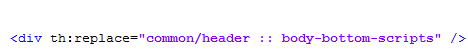 <div th:replace="common/header :: body-bottom-scripts" />